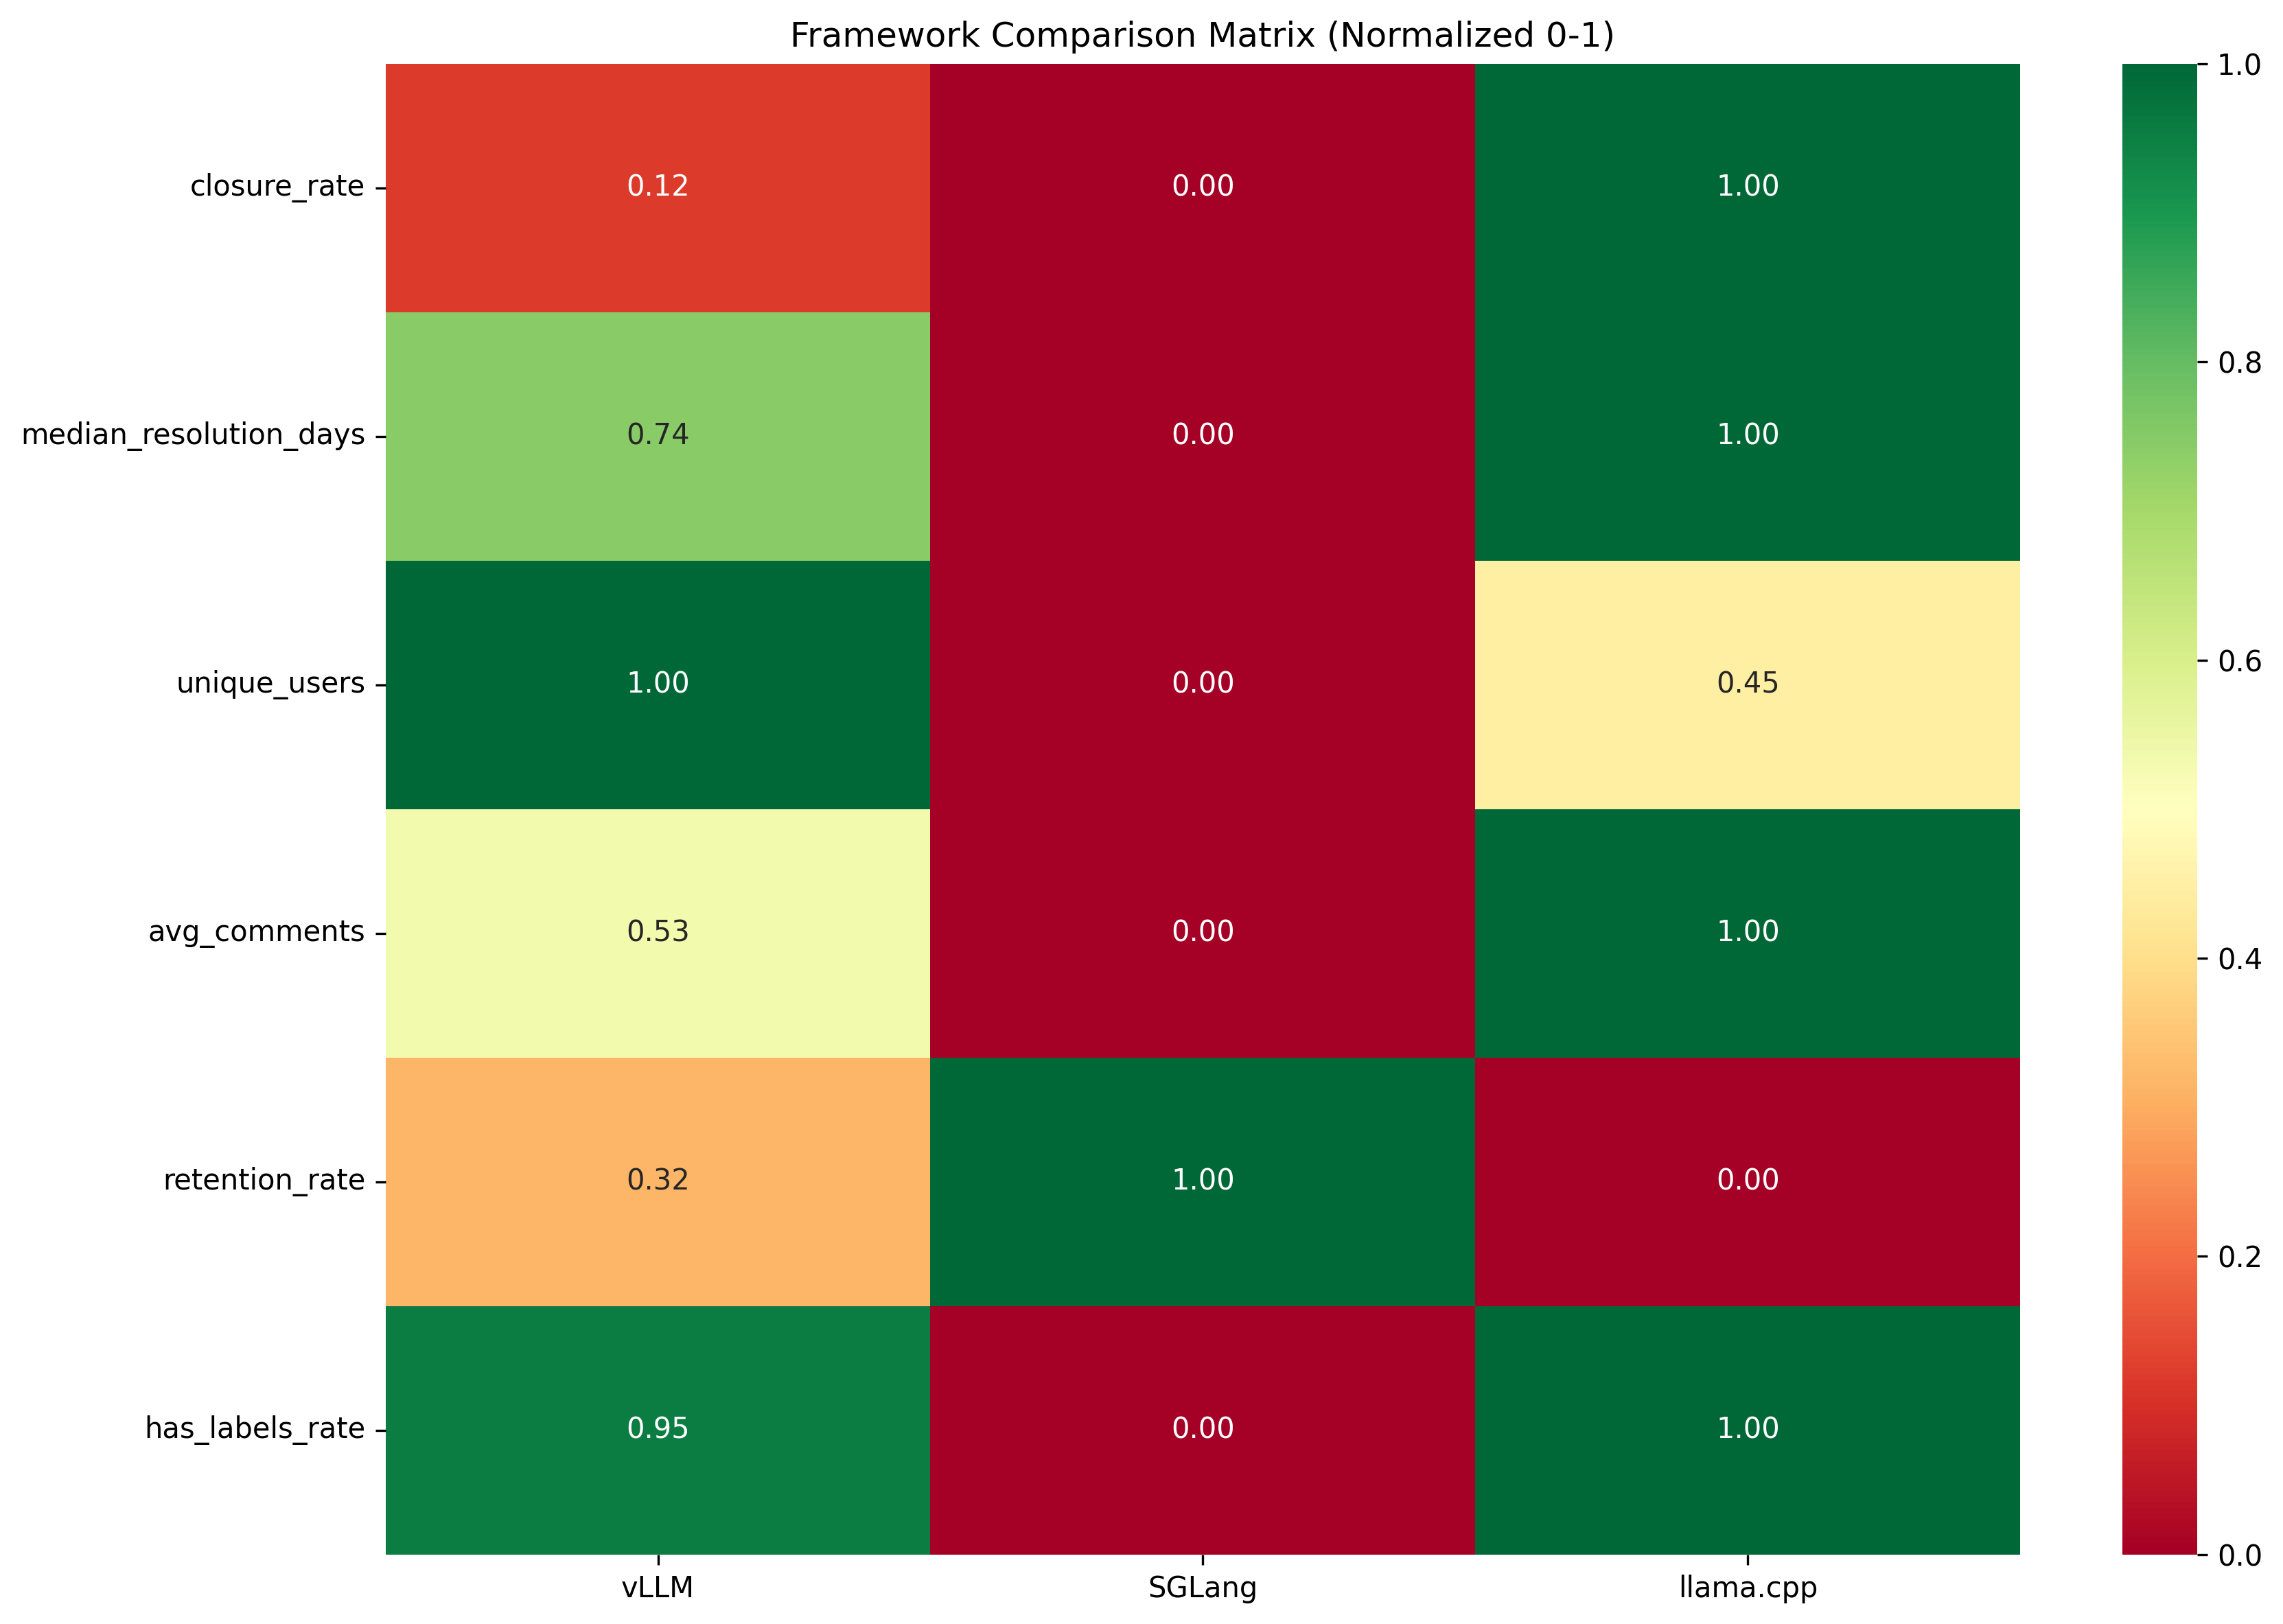 Framework Comparison Matrix (Normalized 0-1)
closure_rate 0.12 0.00 1.00
median_resolution_days 0.74 0.00 1.00
unique_users 1.00 0.00 0.45
avg_comments 0.53 0.00 1.00
retention_rate 0.32 1.00 0.00
has_labels_rate 0.95 0.00 1.00
vLLM SGLang llama.cpp
1.0
0.8
0.6
0.4
0.2
0.0